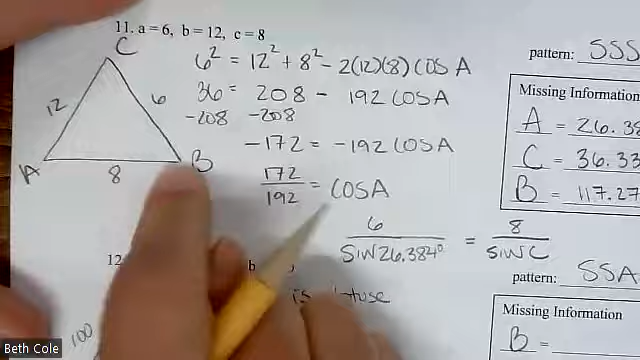 11. a = 6, b = 12, c = 8
pattern: SSS
C
12
6
A
8
B
6² = 12² + 8² - 2(12)(8) COS A
36 = 208 - 192 COS A
-208 -208
-172 = -192 COS A
172/192 = COS A
6/SIN 26.384° = 8/SIN C
Missing Information
A = 26.38
C = 36.33
B = 117.27
12
b
,
pattern: SSA
is
Missing Information
B =
100
Beth Cole